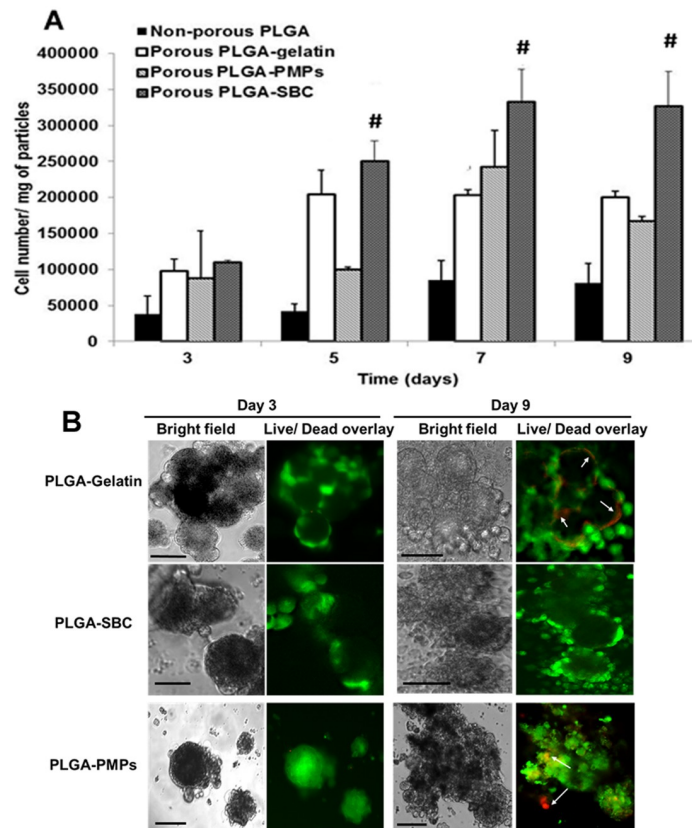 A
Non-porous PLGA
Porous PLGA-gelatin
Porous PLGA-PMPs
Porous PLGA-SBC
Cell number/ mg of particles
400000
350000
300000
250000
200000
150000
100000
50000
0
#
#
#
3 5 7 9
Time (days)
B
Day 3 Day 9
Bright field Live/ Dead overlay Bright field Live/ Dead overlay
PLGA-Gelatin
PLGA-SBC
PLGA-PMPs